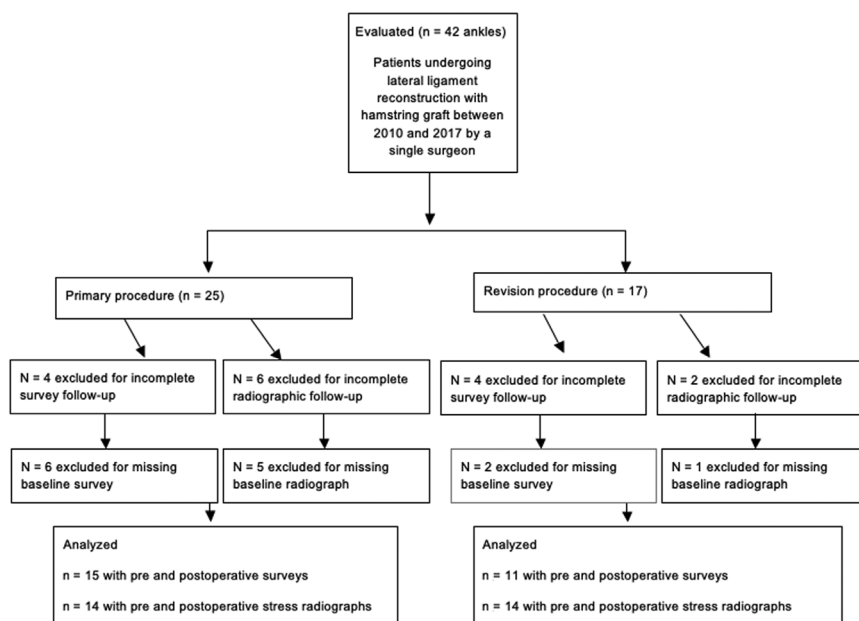 Evaluated (n = 42 ankles)
Patients undergoing
lateral ligament
reconstruction with
hamstring graft between
2010 and 2017 by a
single surgeon
Primary procedure (n = 25)
Revision procedure (n = 17)
N = 4 excluded for incomplete
survey follow-up
N = 6 excluded for incomplete
radiographic follow-up
N = 4 excluded for incomplete
survey follow-up
N = 2 excluded for incomplete
radiographic follow-up
N = 6 excluded for missing
baseline survey
N = 5 excluded for missing
baseline radiograph
N = 2 excluded for missing
baseline survey
N = 1 excluded for missing
baseline radiograph
Analyzed
n = 15 with pre and postoperative surveys
n = 14 with pre and postoperative stress radiographs
Analyzed
n = 11 with pre and postoperative surveys
n = 14 with pre and postoperative stress radiographs